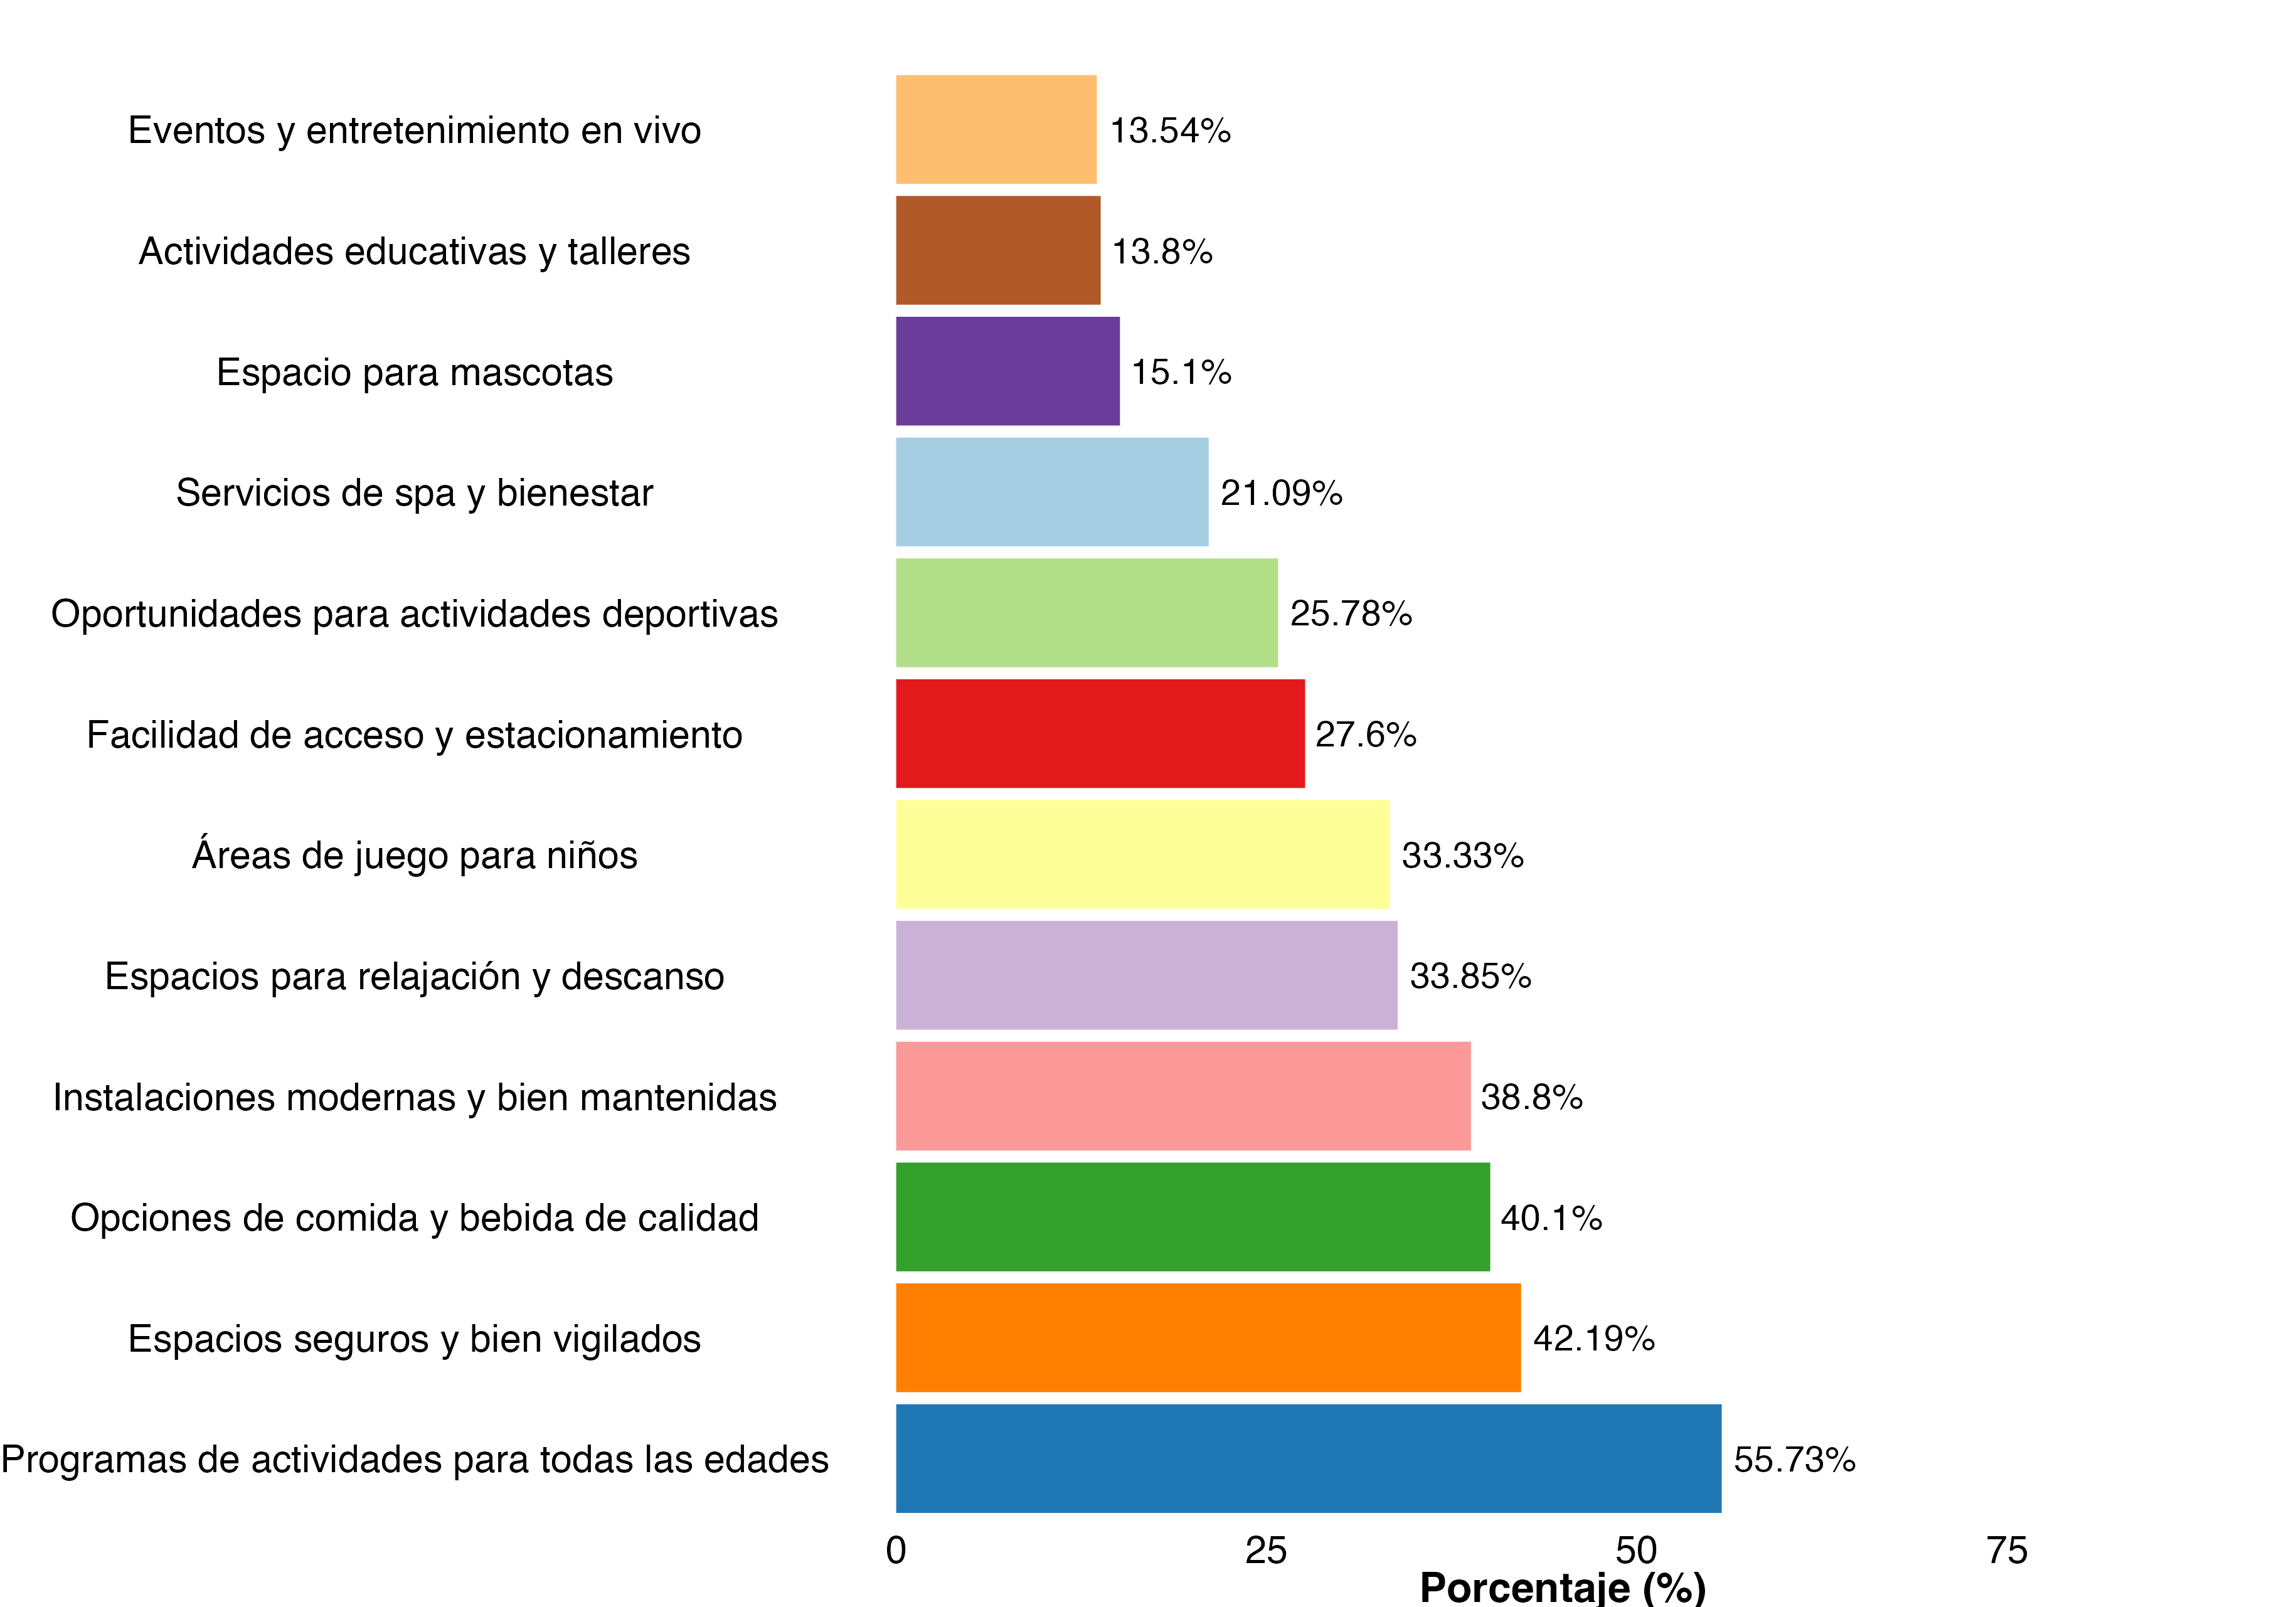 Eventos y entretenimiento en vivo 13.54%
Actividades educativas y talleres 13.8%
Espacio para mascotas 15.1%
Servicios de spa y bienestar 21.09%
Oportunidades para actividades deportivas 25.78%
Facilidad de acceso y estacionamiento 27.6%
Áreas de juego para niños 33.33%
Espacios para relajación y descanso 33.85%
Instalaciones modernas y bien mantenidas 38.8%
Opciones de comida y bebida de calidad 40.1%
Espacios seguros y bien vigilados 42.19%
Programas de actividades para todas las edades 55.73%
0 25 50 75
Porcentaje (%)